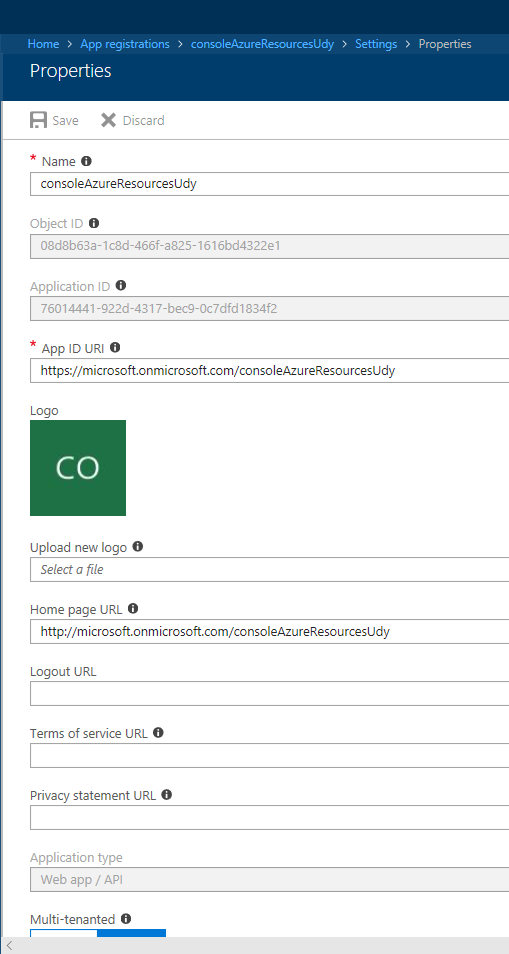 Home > App registrations > consoleAzureResourcesUdy > Settings > Properties
Properties
Save Discard
* Name
consoleAzureResourcesUdy
Object ID
08d8b63a-1c8d-466f-a825-1616bd4322e1
Application ID
76014441-922d-4317-bec9-0c7dfd1834f2
* App ID URI
https://microsoft.onmicrosoft.com/consoleAzureResourcesUdy
Logo
CO
Upload new logo
Select a file
Home page URL
http://microsoft.onmicrosoft.com/consoleAzureResourcesUdy
Logout URL
Terms of service URL
Privacy statement URL
Application type
Web app / API
Multi-tenanted